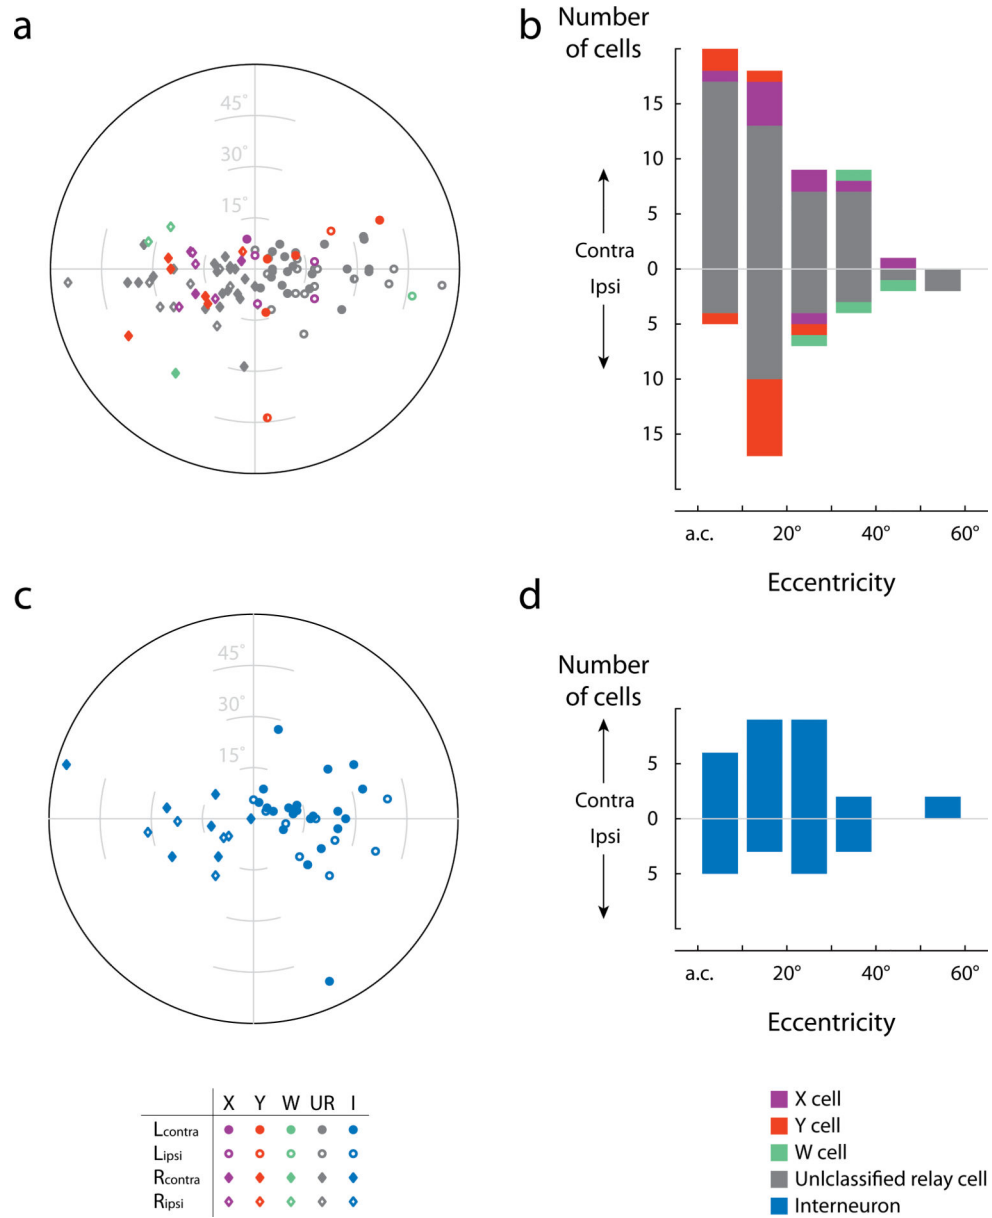 a
45°
30°
15°
b
Number
of cells
Contra
Ipsi
15
10
5
0
5
10
15
a.c. 20° 40° 60°
Eccentricity
c
45°
30°
15°
d
Number
of cells
Contra
Ipsi
5
0
5
a.c. 20° 40° 60°
Eccentricity
X Y W UR I
Lcontra
Lipsi
Rcontra
Ripsi
X cell
Y cell
W cell
Unlclassified relay cell
Interneuron